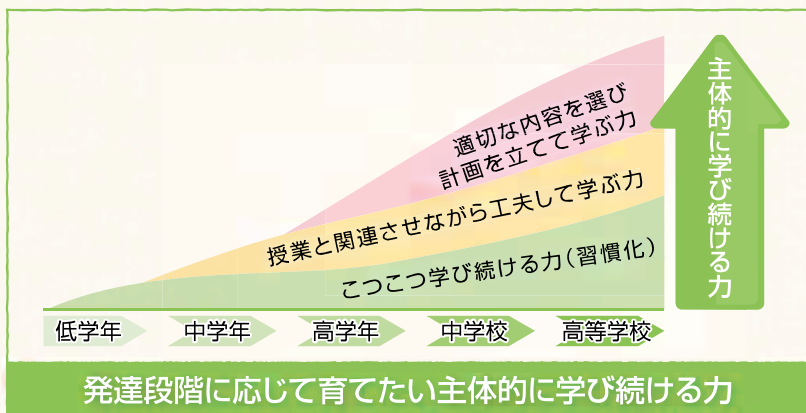 適切な内容を選び
計画を立てて学ぶ力
授業と関連させながら工夫して学ぶ力
こつこつ学び続ける力（習慣化）
主体的に学び続ける力
低学年
中学年
高学年
中学校
高等学校
発達段階に応じて育てたい主体的に学び続ける力